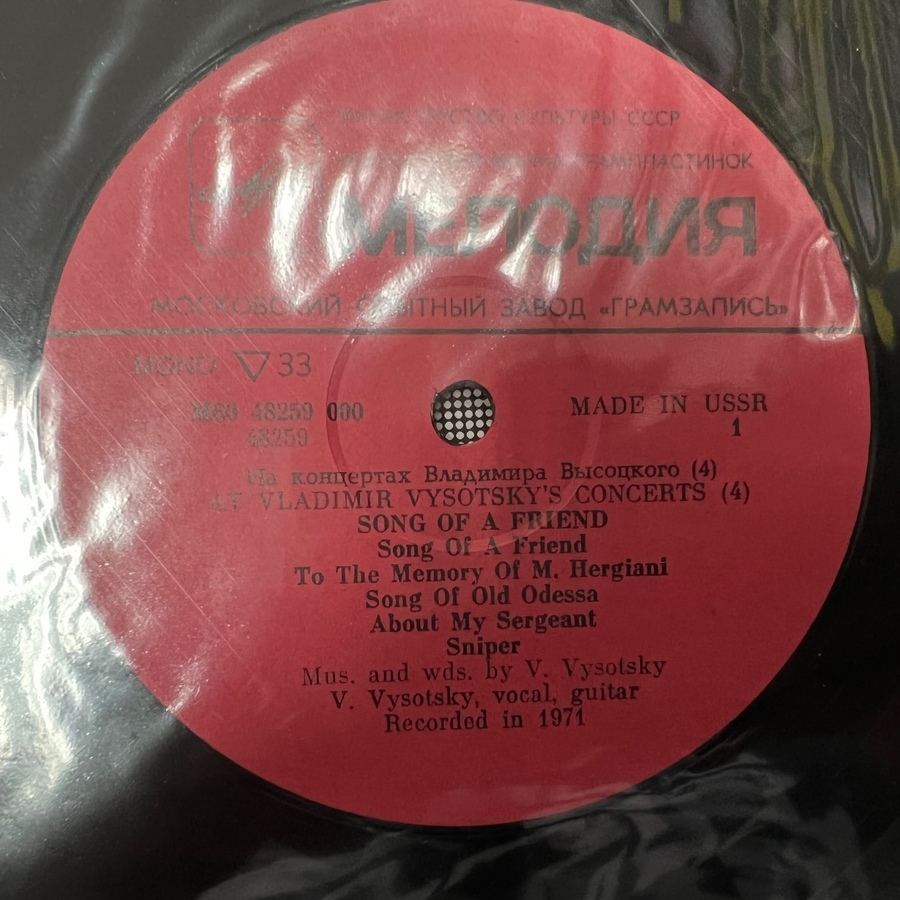 МИНИСТЕРСТВО КУЛЬТУРЫ СССР
ГРАМПЛАСТИНОК
МЕЛОДИЯ
МОСКОВСКИЙ ОПЫТНЫЙ ЗАВОД «ГРАМЗАПИСЬ»
MONO ▽ 33
М60 48259 000
MADE IN USSR
48259
1
На концертах Владимира Высоцкого (4)
AT VLADIMIR VYSOTSKY'S CONCERTS (4)
SONG OF A FRIEND
Song Of A Friend
To The Memory Of M. Hergiani
Song Of Old Odessa
About My Sergeant
Sniper
Mus. and wds. by V. Vysotsky
V. Vysotsky, vocal, guitar
Recorded in 1971